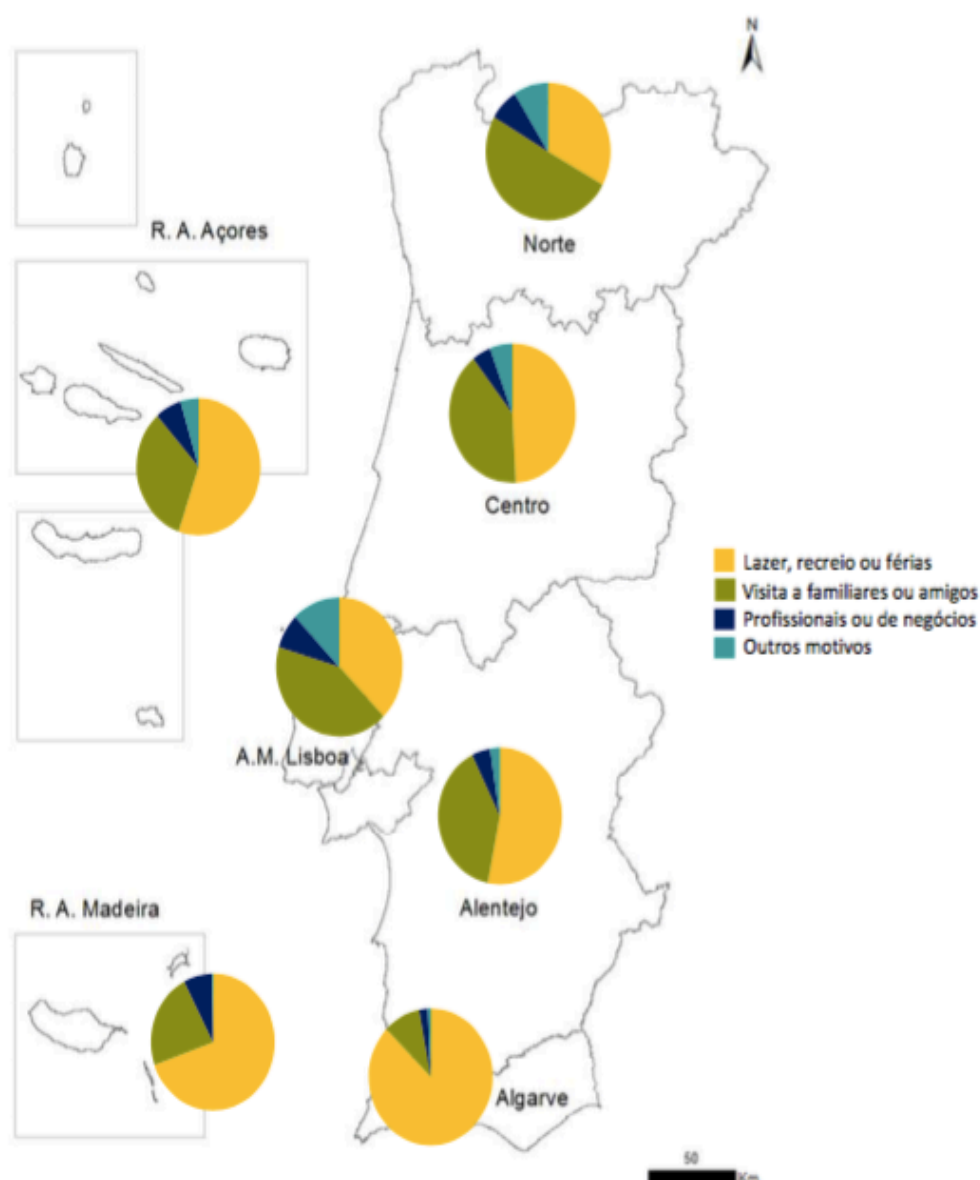 N
R. A. Açores
Norte
Centro
Lazer, recreio ou férias
Visita a familiares ou amigos
Profissionais ou de negócios
Outros motivos
A.M. Lisboa
R. A. Madeira
Alentejo
Algarve
50
Km